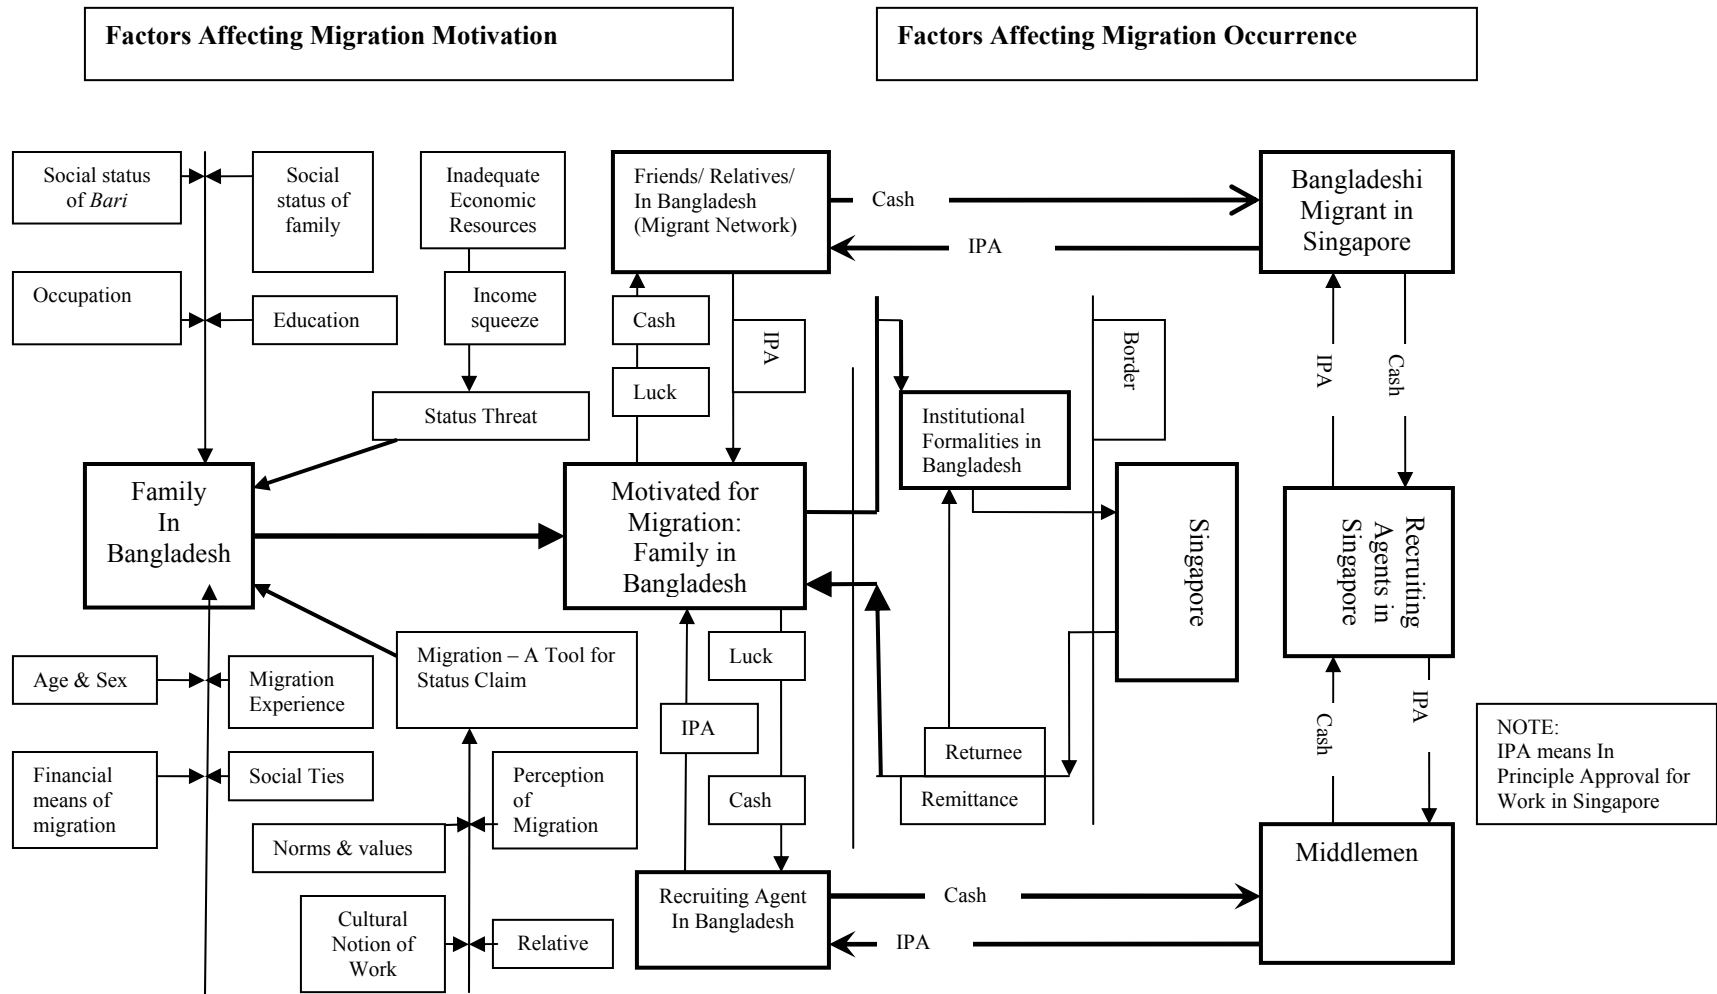 Factors Affecting Migration Motivation
Factors Affecting Migration Occurrence
Social status
of Bari
Social
status of
family
Inadequate
Economic
Resources
Friends/ Relatives/
In Bangladesh
(Migrant Network)
Cash
IPA
Bangladeshi
Migrant in
Singapore
Occupation
Education
Income
squeeze
Cash
IPA
Luck
Border
IPA
Cash
Status Threat
Institutional
Formalities in
Bangladesh
Family
In
Bangladesh
Motivated for
Migration:
Family in
Bangladesh
Singapore
Recruiting
Agents in
Singapore
Age & Sex
Migration
Experience
Migration – A Tool for
Status Claim
Luck
IPA
Cash
IPA
Financial
means of
migration
Social Ties
Perception
of
Migration
Norms & values
Cash
Returnee
Remittance
NOTE:
IPA means In
Principle Approval for
Work in Singapore
Cultural
Notion of
Work
Relative
Recruiting Agent
In Bangladesh
Cash
IPA
Middlemen